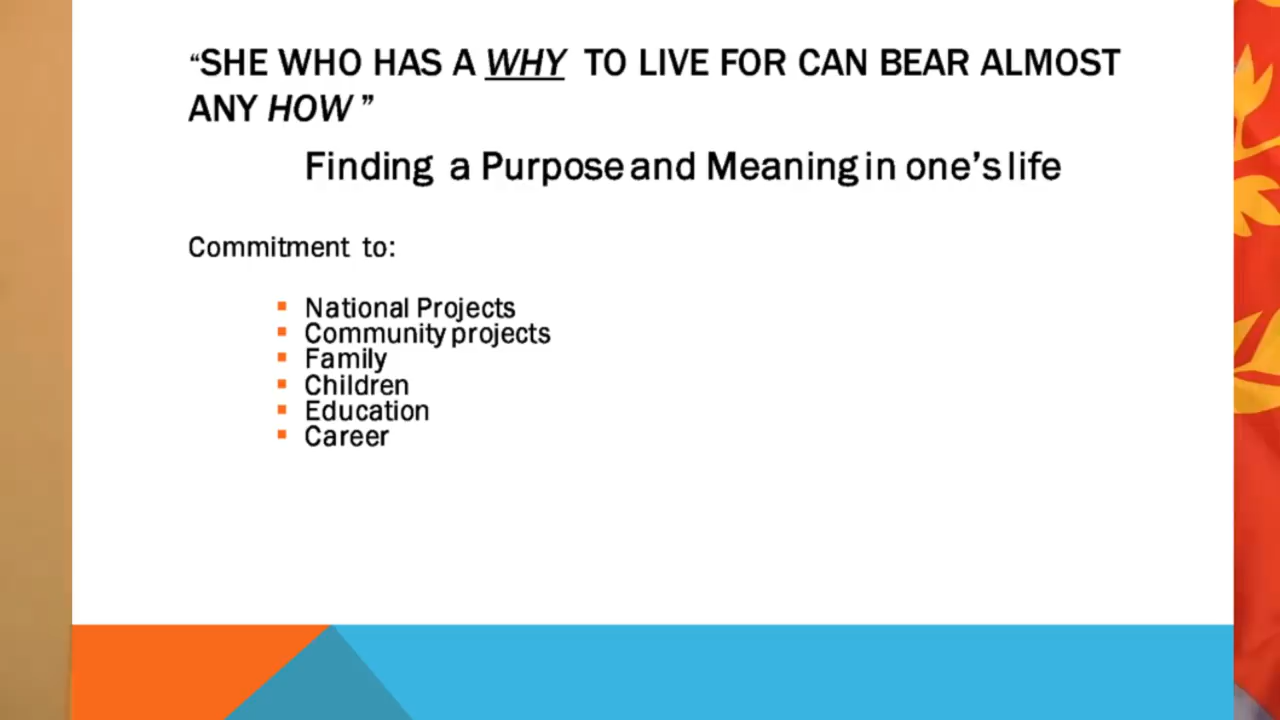 “SHE WHO HAS A WHY TO LIVE FOR CAN BEAR ALMOST
ANY HOW ”
Finding a Purpose and Meaning in one’s life
Commitment to:
▪ National Projects
▪ Community projects
▪ Family
▪ Children
▪ Education
▪ Career